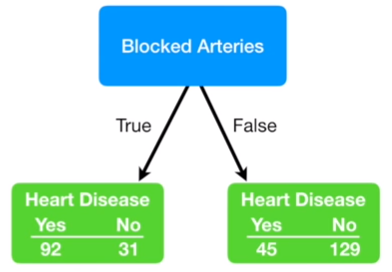 Blocked Arteries
True
False
Heart Disease
Yes No
92 31
Heart Disease
Yes No
45 129